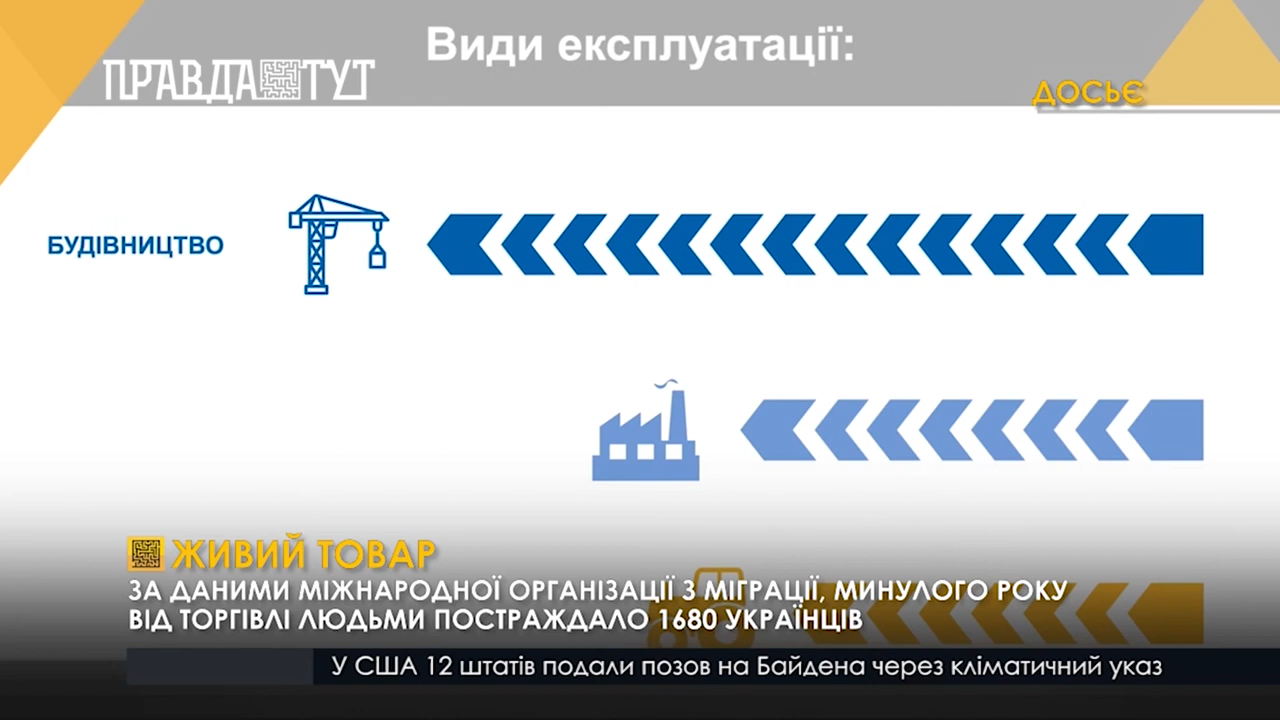 Види експлуатації:
ПРАВДА ТУТ
ДОСЬЄ
БУДІВНИЦТВО
ЖИВИЙ ТОВАР
ЗА ДАНИМИ МІЖНАРОДНОЇ ОРГАНІЗАЦІЇ З МІГРАЦІЇ, МИНУЛОГО РОКУ
ВІД ТОРГІВЛІ ЛЮДЬМИ ПОСТРАЖДАЛО 1680 УКРАЇНЦІВ
У США 12 штатів подали позов на Байдена через кліматичний указ